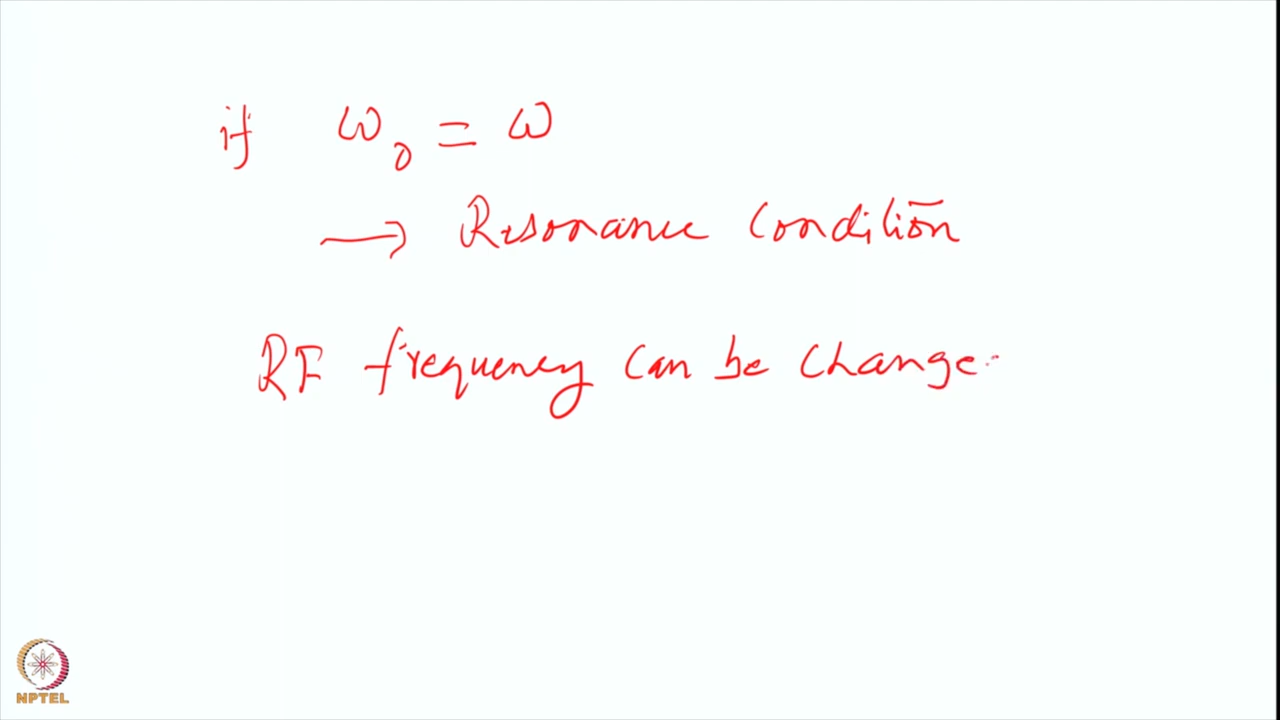 if ω₀ = ω
→ Resonance Condition
RF frequency can be change
NPTEL